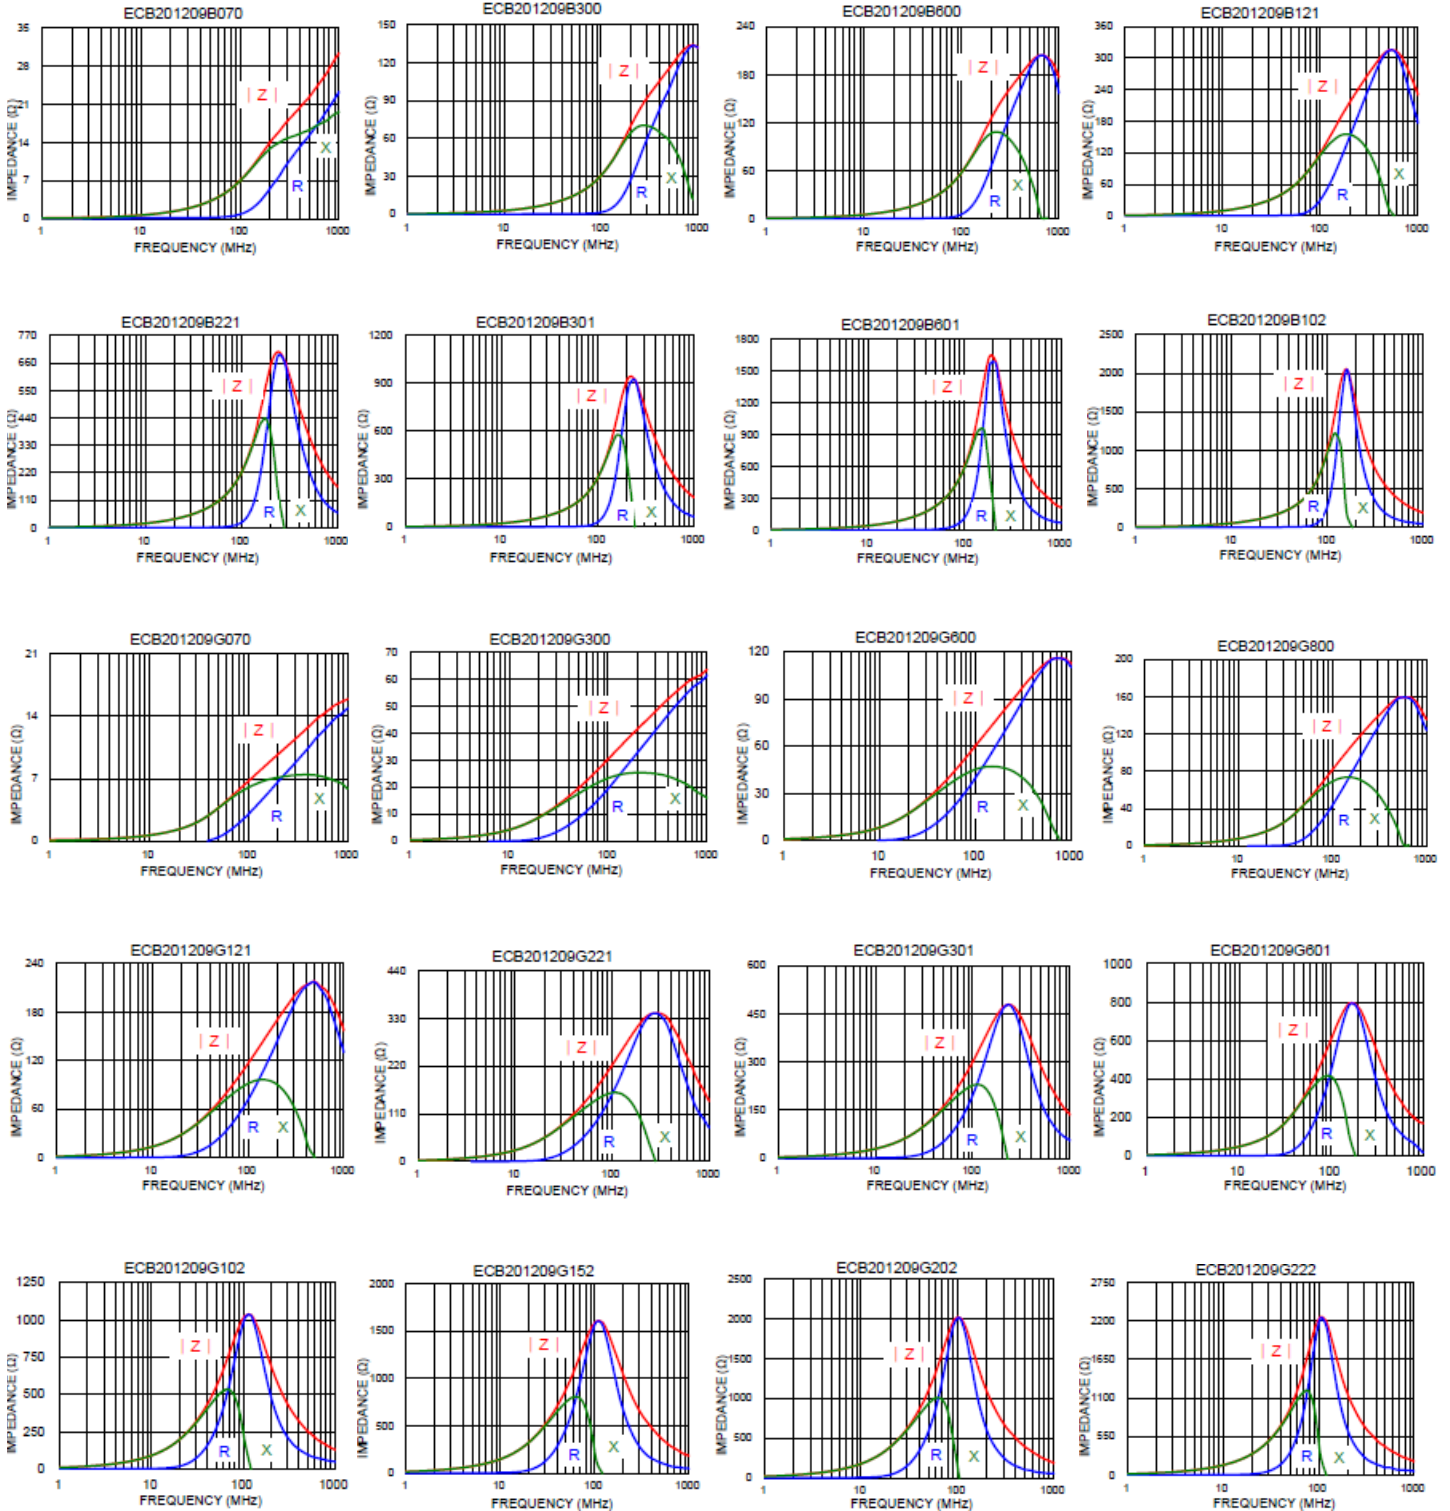 ECB201209B070
35
28
21
14
7
0
IMPEDANCE (Ω)
| Z |
X
R
1 10 100 1000
FREQUENCY (MHz)
ECB201209B300
150
120
90
60
30
0
IMPEDANCE (Ω)
| Z |
X
R
1 10 100 1000
FREQUENCY (MHz)
ECB201209B600
240
180
120
60
0
IMPEDANCE (Ω)
| Z |
X
R
1 10 100 1000
FREQUENCY (MHz)
ECB201209B121
360
300
240
180
120
60
0
IMPEDANCE (Ω)
| Z |
X
R
1 10 100 1000
FREQUENCY (MHz)
ECB201209B221
770
660
550
440
330
220
110
0
IMPEDANCE (Ω)
| Z |
R X
1 10 100 1000
FREQUENCY (MHz)
ECB201209B301
1200
900
600
300
0
IMPEDANCE (Ω)
| Z |
R X
1 10 100 1000
FREQUENCY (MHz)
ECB201209B601
1800
1500
1200
900
600
300
0
IMPEDANCE (Ω)
| Z |
R X
1 10 100 1000
FREQUENCY (MHz)
ECB201209B102
2500
2000
1500
1000
500
0
IMPEDANCE (Ω)
| Z |
R X
1 10 100 1000
FREQUENCY (MHz)
ECB201209G070
21
14
7
0
IMPEDANCE (Ω)
| Z |
X
R
1 10 100 1000
FREQUENCY (MHz)
ECB201209G300
70
60
50
40
30
20
10
0
IMPEDANCE (Ω)
| Z |
R X
1 10 100 1000
FREQUENCY (MHz)
ECB201209G600
120
90
60
30
0
IMPEDANCE (Ω)
| Z |
R X
1 10 100 1000
FREQUENCY (MHz)
ECB201209G800
200
160
120
80
40
0
IMPEDANCE (Ω)
| Z |
R X
1 10 100 1000
FREQUENCY (MHz)
ECB201209G121
240
180
120
60
0
IMPEDANCE (Ω)
| Z |
R X
1 10 100 1000
FREQUENCY (MHz)
ECB201209G221
440
330
220
110
0
IMPEDANCE (Ω)
| Z |
R X
1 10 100 1000
FREQUENCY (MHz)
ECB201209G301
600
450
300
150
0
IMPEDANCE (Ω)
| Z |
R X
1 10 100 1000
FREQUENCY (MHz)
ECB201209G601
1000
800
600
400
200
0
IMPEDANCE (Ω)
| Z |
R X
1 10 100 1000
FREQUENCY (MHz)
ECB201209G102
1250
1000
750
500
250
0
IMPEDANCE (Ω)
| Z |
R X
1 10 100 1000
FREQUENCY (MHz)
ECB201209G152
2000
1500
1000
500
0
IMPEDANCE (Ω)
| Z |
R X
1 10 100 1000
FREQUENCY (MHz)
ECB201209G202
2500
2000
1500
1000
500
0
IMPEDANCE (Ω)
| Z |
R X
1 10 100 1000
FREQUENCY (MHz)
ECB201209G222
2750
2200
1650
1100
550
0
IMPEDANCE (Ω)
| Z |
R X
1 10 100 1000
FREQUENCY (MHz)